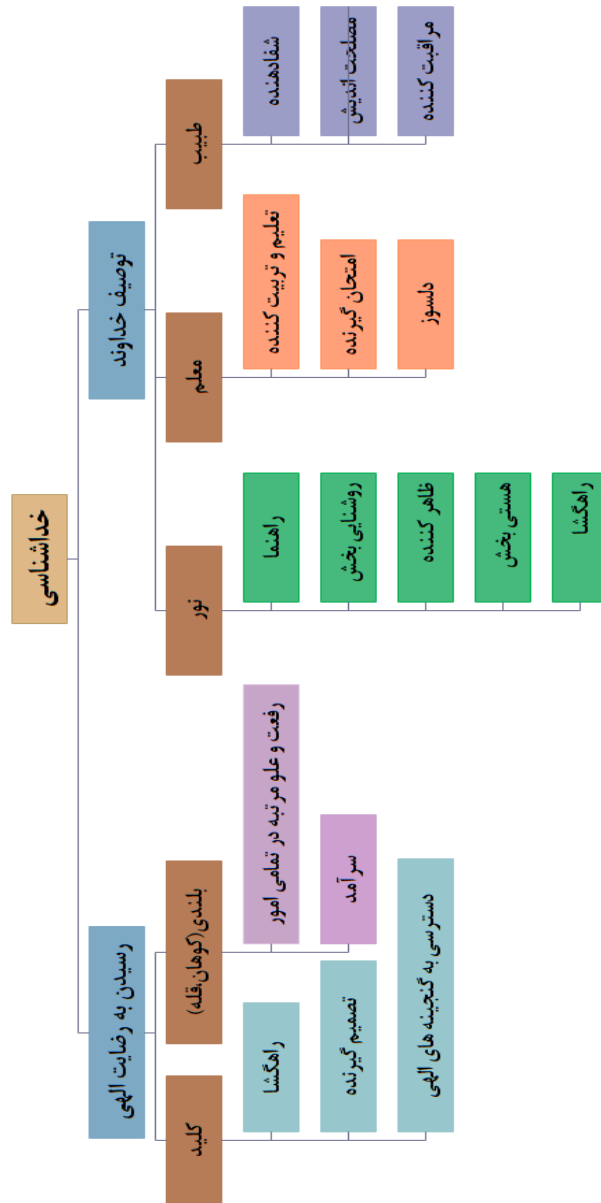 خداشناسی
توصیف خداوند
طبیب
شفادهنده
مصلحت اندیش
مراقبت کننده
معلم
تعلیم و تربیت کننده
امتحان گیرنده
دلسوز
نور
راهنما
روشنایی بخش
ظاهر کننده
هستی بخش
راهگشا
رسیدن به رضایت الهی
بلندی(کوهان،قله)
رفعت و علو مرتبه در تمامی امور
سرآمد
کلید
راهگشا
تصمیم گیرنده
دسترسی به گنجینه های الهی